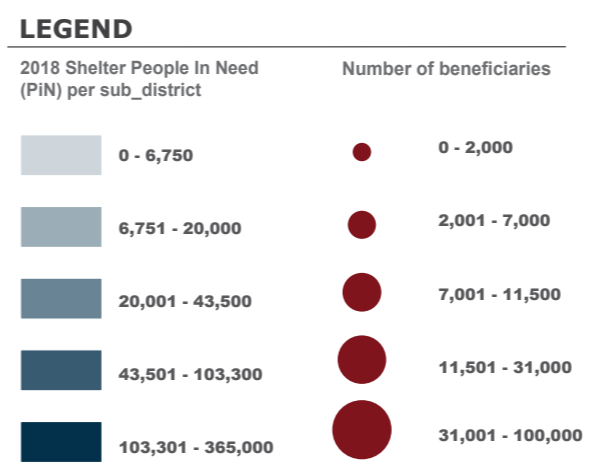 LEGEND
2018 Shelter People In Need
(PiN) per sub_district
0 - 6,750
6,751 - 20,000
20,001 - 43,500
43,501 - 103,300
103,301 - 365,000
Number of beneficiaries
0 - 2,000
2,001 - 7,000
7,001 - 11,500
11,501 - 31,000
31,001 - 100,000